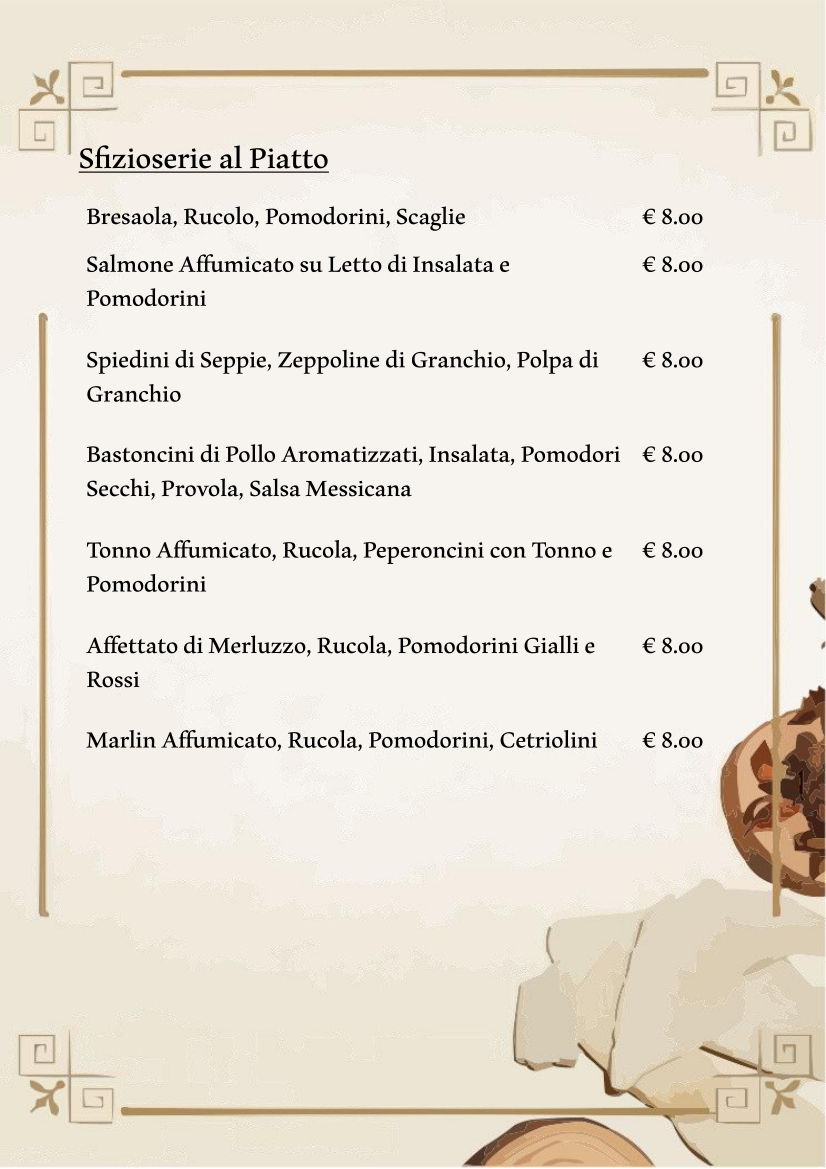 Sfizioserie al Piatto
Bresaola, Rucolo, Pomodorini, Scaglie € 8.00
Salmone Affumicato su Letto di Insalata e € 8.00
Pomodorini
Spiedini di Seppie, Zeppoline di Granchio, Polpa di € 8.00
Granchio
Bastoncini di Pollo Aromatizzati, Insalata, Pomodori € 8.00
Secchi, Provola, Salsa Messicana
Tonno Affumicato, Rucola, Peperoncini con Tonno e € 8.00
Pomodorini
Affettato di Merluzzo, Rucola, Pomodorini Gialli e € 8.00
Rossi
Marlin Affumicato, Rucola, Pomodorini, Cetriolini € 8.00